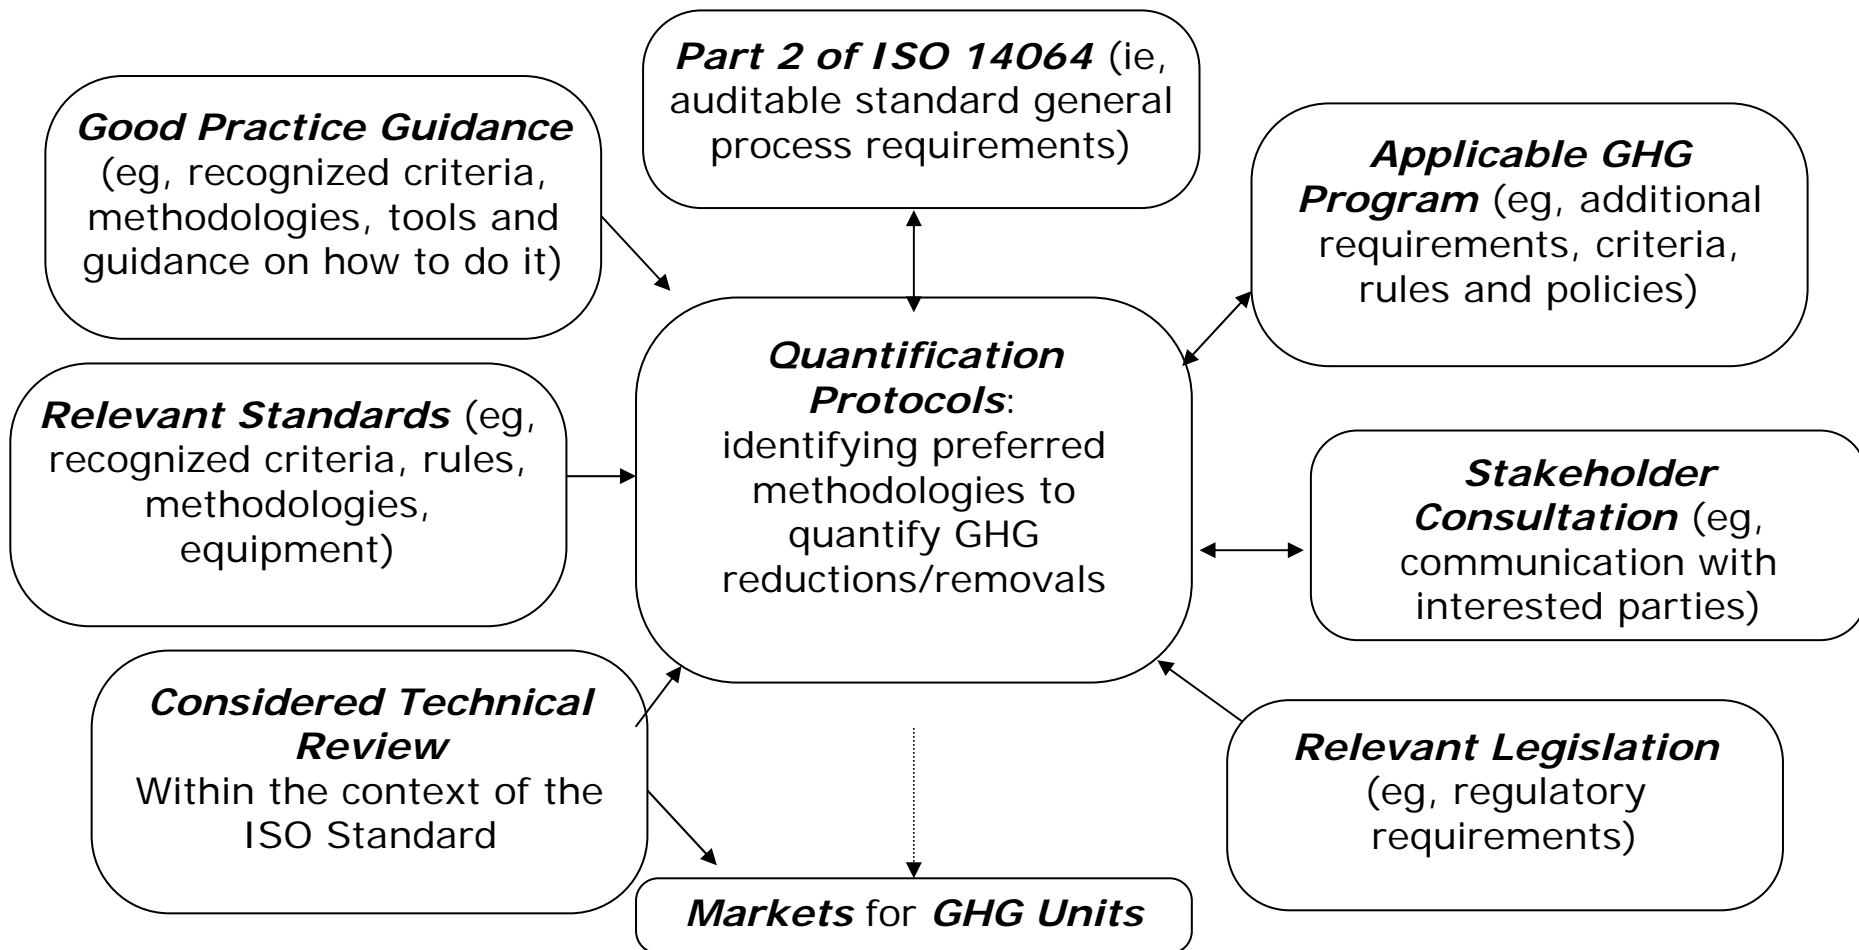 Part 2 of ISO 14064 (ie,
auditable standard general
process requirements)
Good Practice Guidance
(eg, recognized criteria,
methodologies, tools and
guidance on how to do it)
Applicable GHG
Program (eg, additional
requirements, criteria,
rules and policies)
Quantification
Protocols:
identifying preferred
methodologies to
quantify GHG
reductions/removals
Relevant Standards (eg,
recognized criteria, rules,
methodologies,
equipment)
Stakeholder
Consultation (eg,
communication with
interested parties)
Considered Technical
Review
Within the context of the
ISO Standard
Relevant Legislation
(eg, regulatory
requirements)
Markets for GHG Units